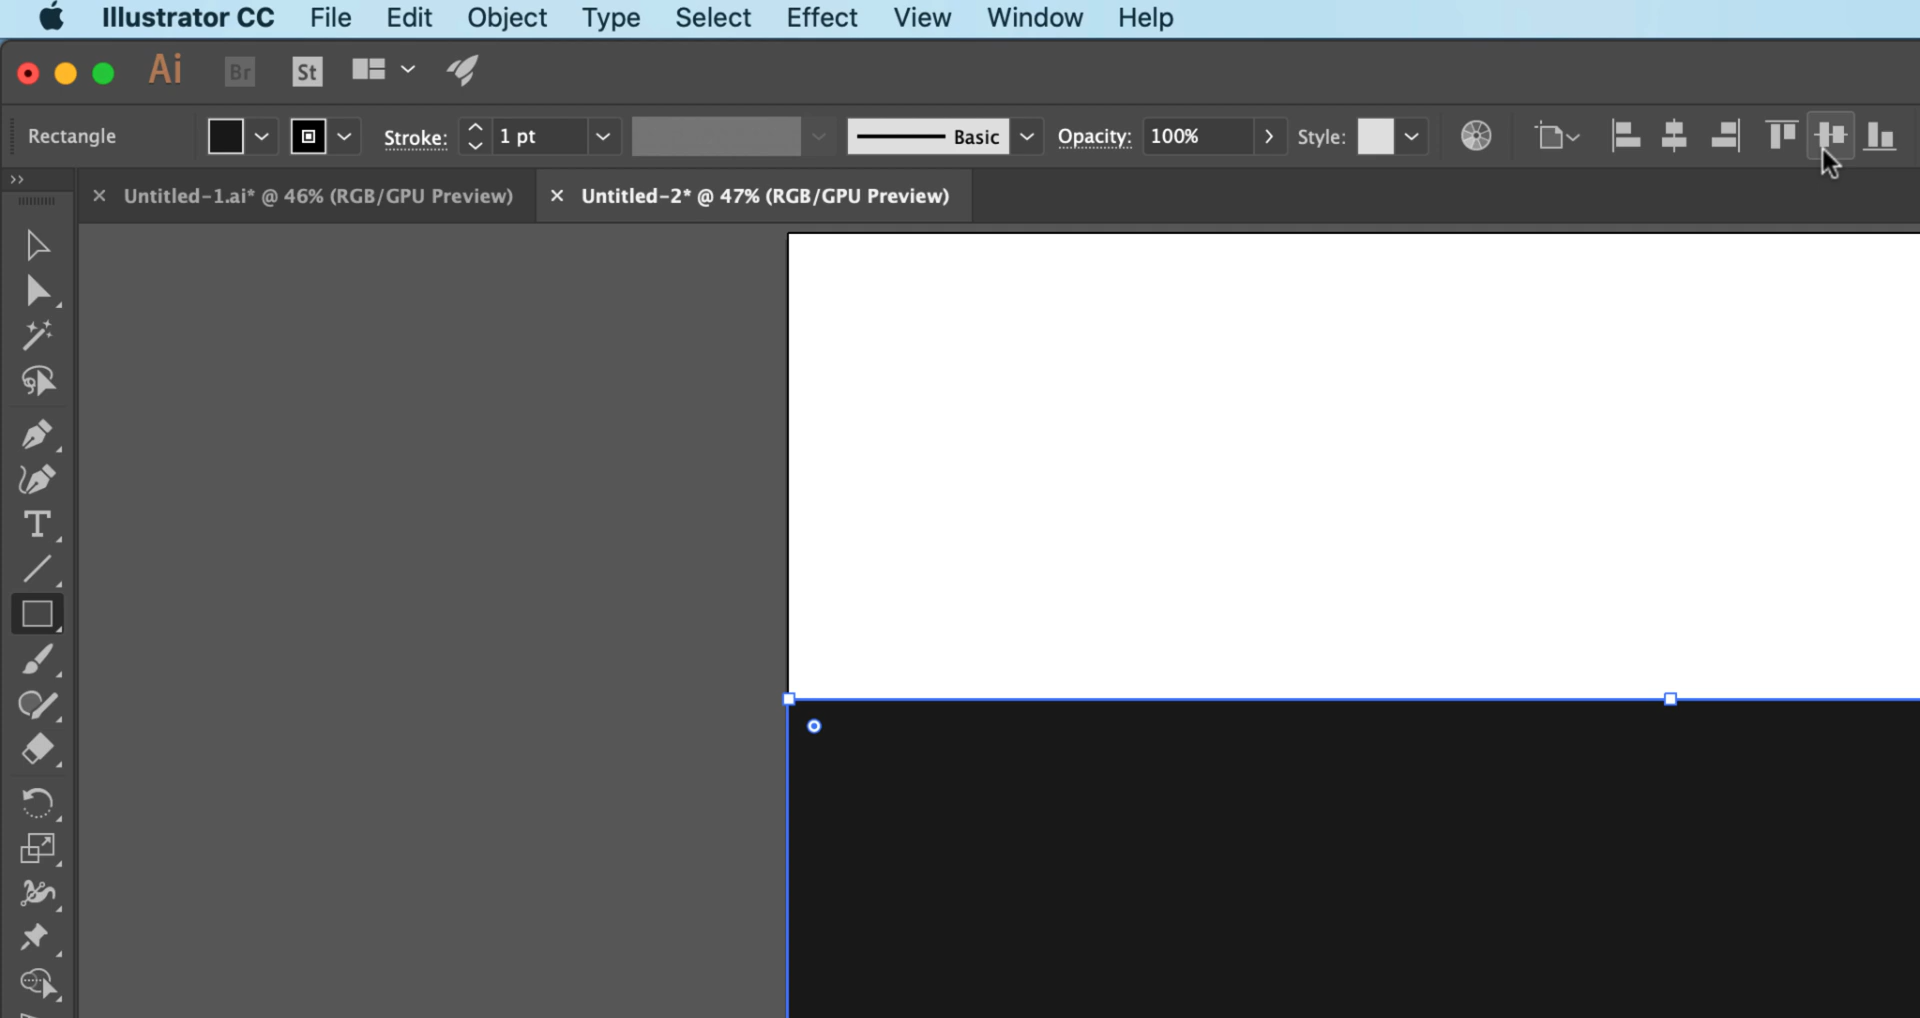 Illustrator CC File Edit Object Type Select Effect View Window Help
Ai Br St
Rectangle Stroke: 1 pt Basic Opacity: 100% Style:
Untitled-1.ai* @ 46% (RGB/GPU Preview) Untitled-2* @ 47% (RGB/GPU Preview)